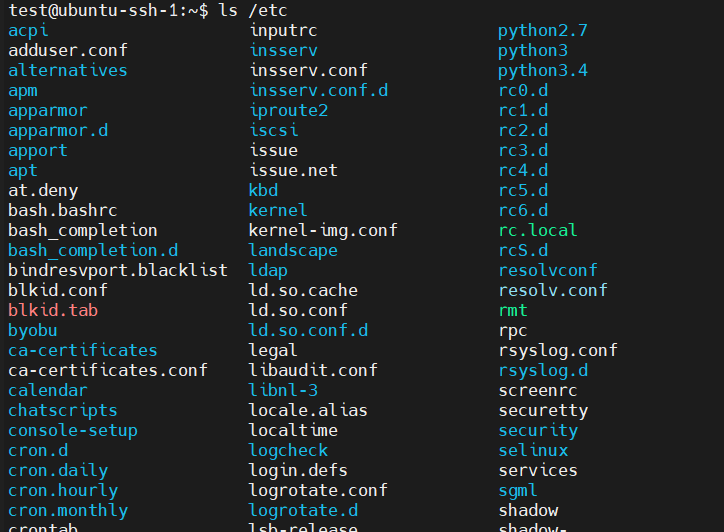 test@ubuntu-ssh-1:~$ ls /etc
acpi inputrc python2.7
adduser.conf insserv python3
alternatives insserv.conf python3.4
apm insserv.conf.d rc0.d
apparmor iproute2 rc1.d
apparmor.d iscsi rc2.d
apport issue rc3.d
apt issue.net rc4.d
at.deny kbd rc5.d
bash.bashrc kernel rc6.d
bash_completion kernel-img.conf rc.local
bash_completion.d landscape rcS.d
bindresvport.blacklist ldap resolvconf
blkid.conf ld.so.cache resolv.conf
blkid.tab ld.so.conf rmt
byobu ld.so.conf.d rpc
ca-certificates legal rsyslog.conf
ca-certificates.conf libaudit.conf rsyslog.d
calendar libnl-3 screenrc
chatscripts locale.alias securetty
console-setup localtime security
cron.d logcheck selinux
cron.daily login.defs services
cron.hourly logrotate.conf sgml
cron.monthly logrotate.d shadow
crontab lsb-release shadow-